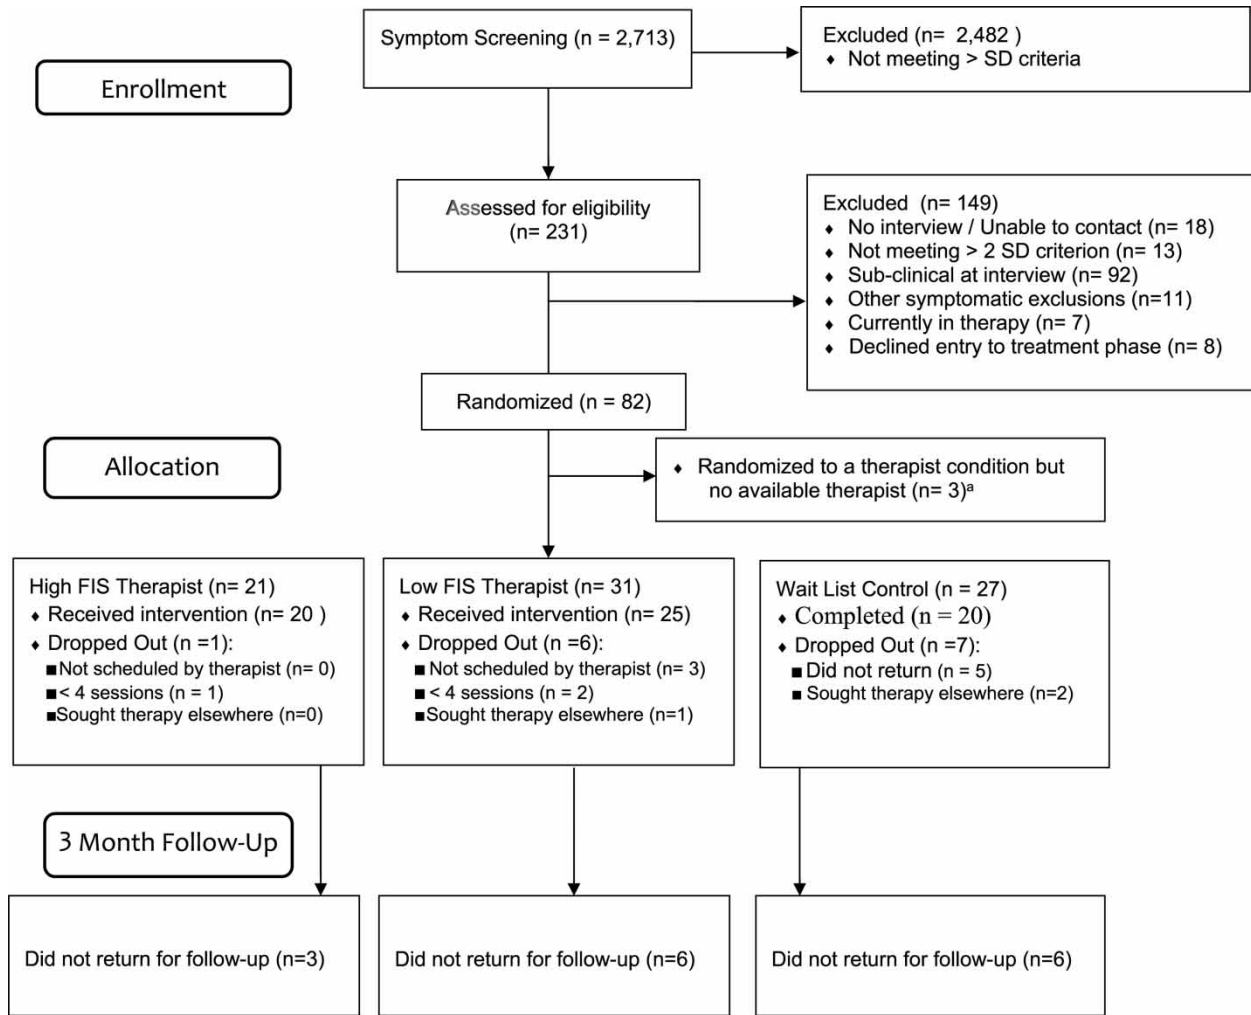 Symptom Screening (n = 2,713)
Excluded (n= 2,482 )
♦ Not meeting > SD criteria
Enrollment
Assessed for eligibility
(n= 231)
Excluded (n= 149)
♦ No interview / Unable to contact (n= 18)
♦ Not meeting > 2 SD criterion (n= 13)
♦ Sub-clinical at interview (n= 92)
♦ Other symptomatic exclusions (n=11)
♦ Currently in therapy (n= 7)
♦ Declined entry to treatment phase (n= 8)
Randomized (n = 82)
Allocation
♦ Randomized to a therapist condition but
no available therapist (n= 3)ª
High FIS Therapist (n= 21)
♦ Received intervention (n= 20 )
♦ Dropped Out (n =1):
■Not scheduled by therapist (n= 0)
■< 4 sessions (n = 1)
■Sought therapy elsewhere (n=0)
Low FIS Therapist (n= 31)
♦ Received intervention (n= 25)
♦ Dropped Out (n =6):
■Not scheduled by therapist (n= 3)
■< 4 sessions (n = 2)
■Sought therapy elsewhere (n=1)
Wait List Control (n = 27)
♦ Completed (n = 20)
♦ Dropped Out (n =7):
■ Did not return (n = 5)
■ Sought therapy elsewhere (n=2)
3 Month Follow-Up
Did not return for follow-up (n=3)
Did not return for follow-up (n=6)
Did not return for follow-up (n=6)